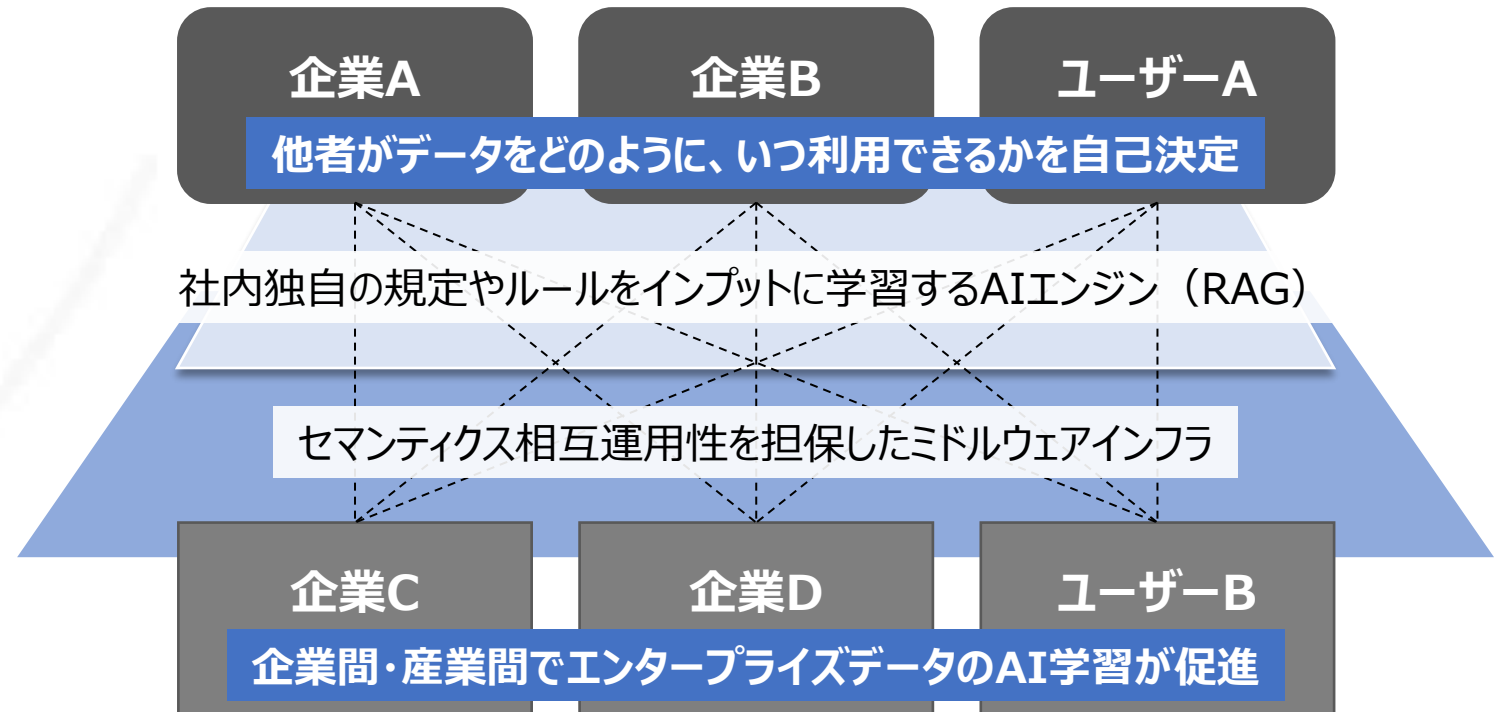 企業A
企業B
ユーザーA
他者がデータをどのように、いつ利用できるかを自己決定
社内独自の規定やルールをインプットに学習するAIエンジン（RAG）
セマンティクス相互運用性を担保したミドルウェアインフラ
企業C
企業D
ユーザーB
企業間・産業間でエンタープライズデータのAI学習が促進